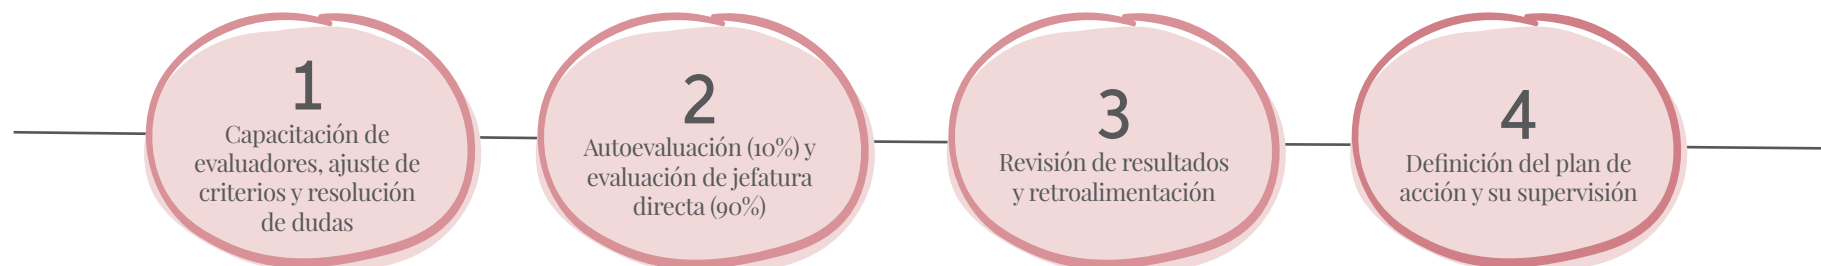 1
Capacitación de
evaluadores, ajuste de
criterios y resolución
de dudas
2
Autoevaluación (10%) y
evaluación de jefatura
directa (90%)
3
Revisión de resultados
y retroalimentación
4
Definición del plan de
acción y su supervisión